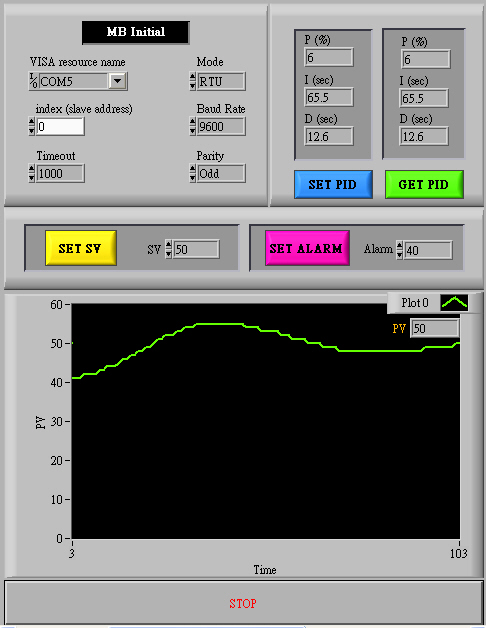 MB Initial
VISA resource name
I/O COM5
Mode
RTU
index (slave address)
0
Baud Rate
9600
Timeout
1000
Parity
Odd
P (%)
6
I (sec)
65.5
D (sec)
12.6
SET PID
P (%)
6
I (sec)
65.5
D (sec)
12.6
GET PID
SET SV
SV 50
SET ALARM
Alarm 40
Plot 0
PV 50
60
50
40
30
20
10
0
PV
3
103
Time
STOP